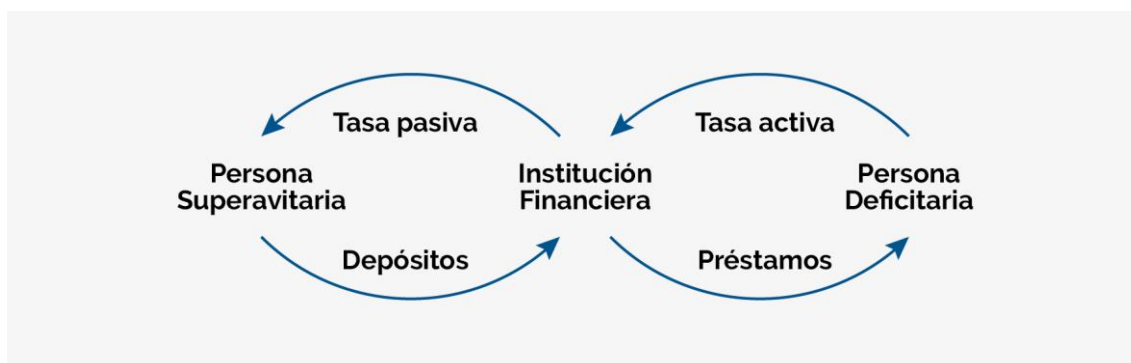 Tasa pasiva
Tasa activa
Persona
Superavitaria
Institución
Financiera
Persona
Deficitaria
Depósitos
Préstamos